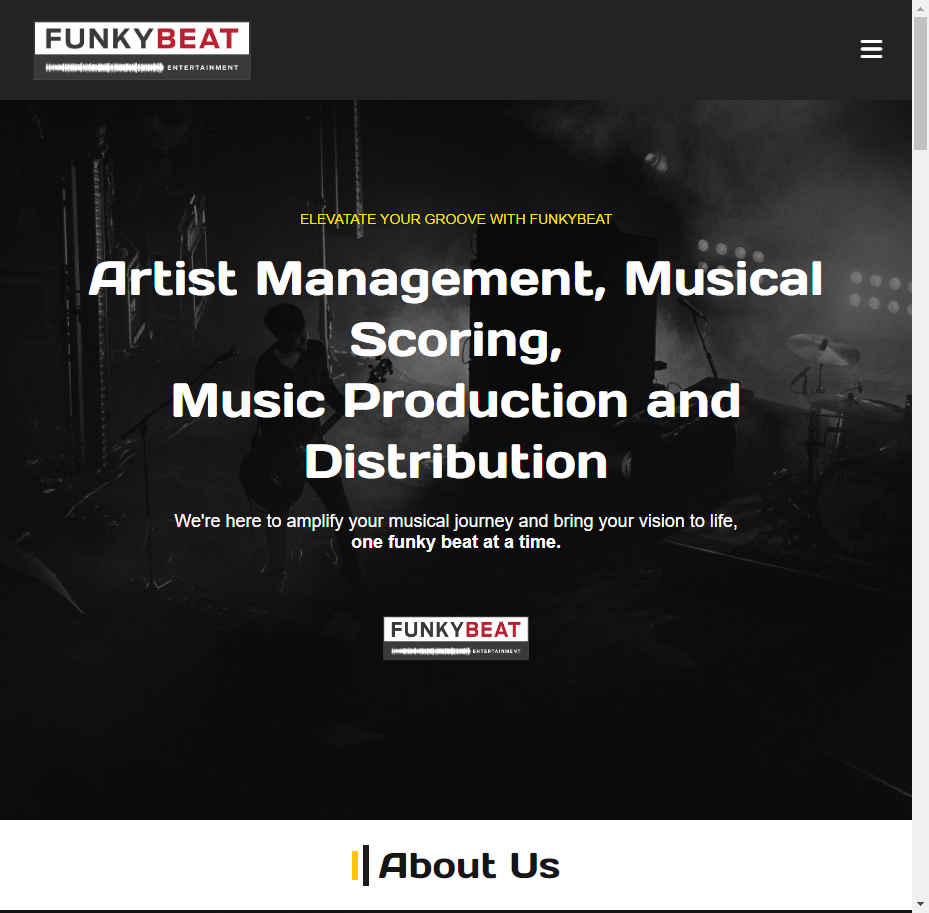 FUNKYBEAT
ENTERTAINMENT
ELEVATATE YOUR GROOVE WITH FUNKYBEAT
Artist Management, Musical
Scoring,
Music Production and
Distribution
We're here to amplify your musical journey and bring your vision to life,
one funky beat at a time.
FUNKYBEAT
ENTERTAINMENT
About Us